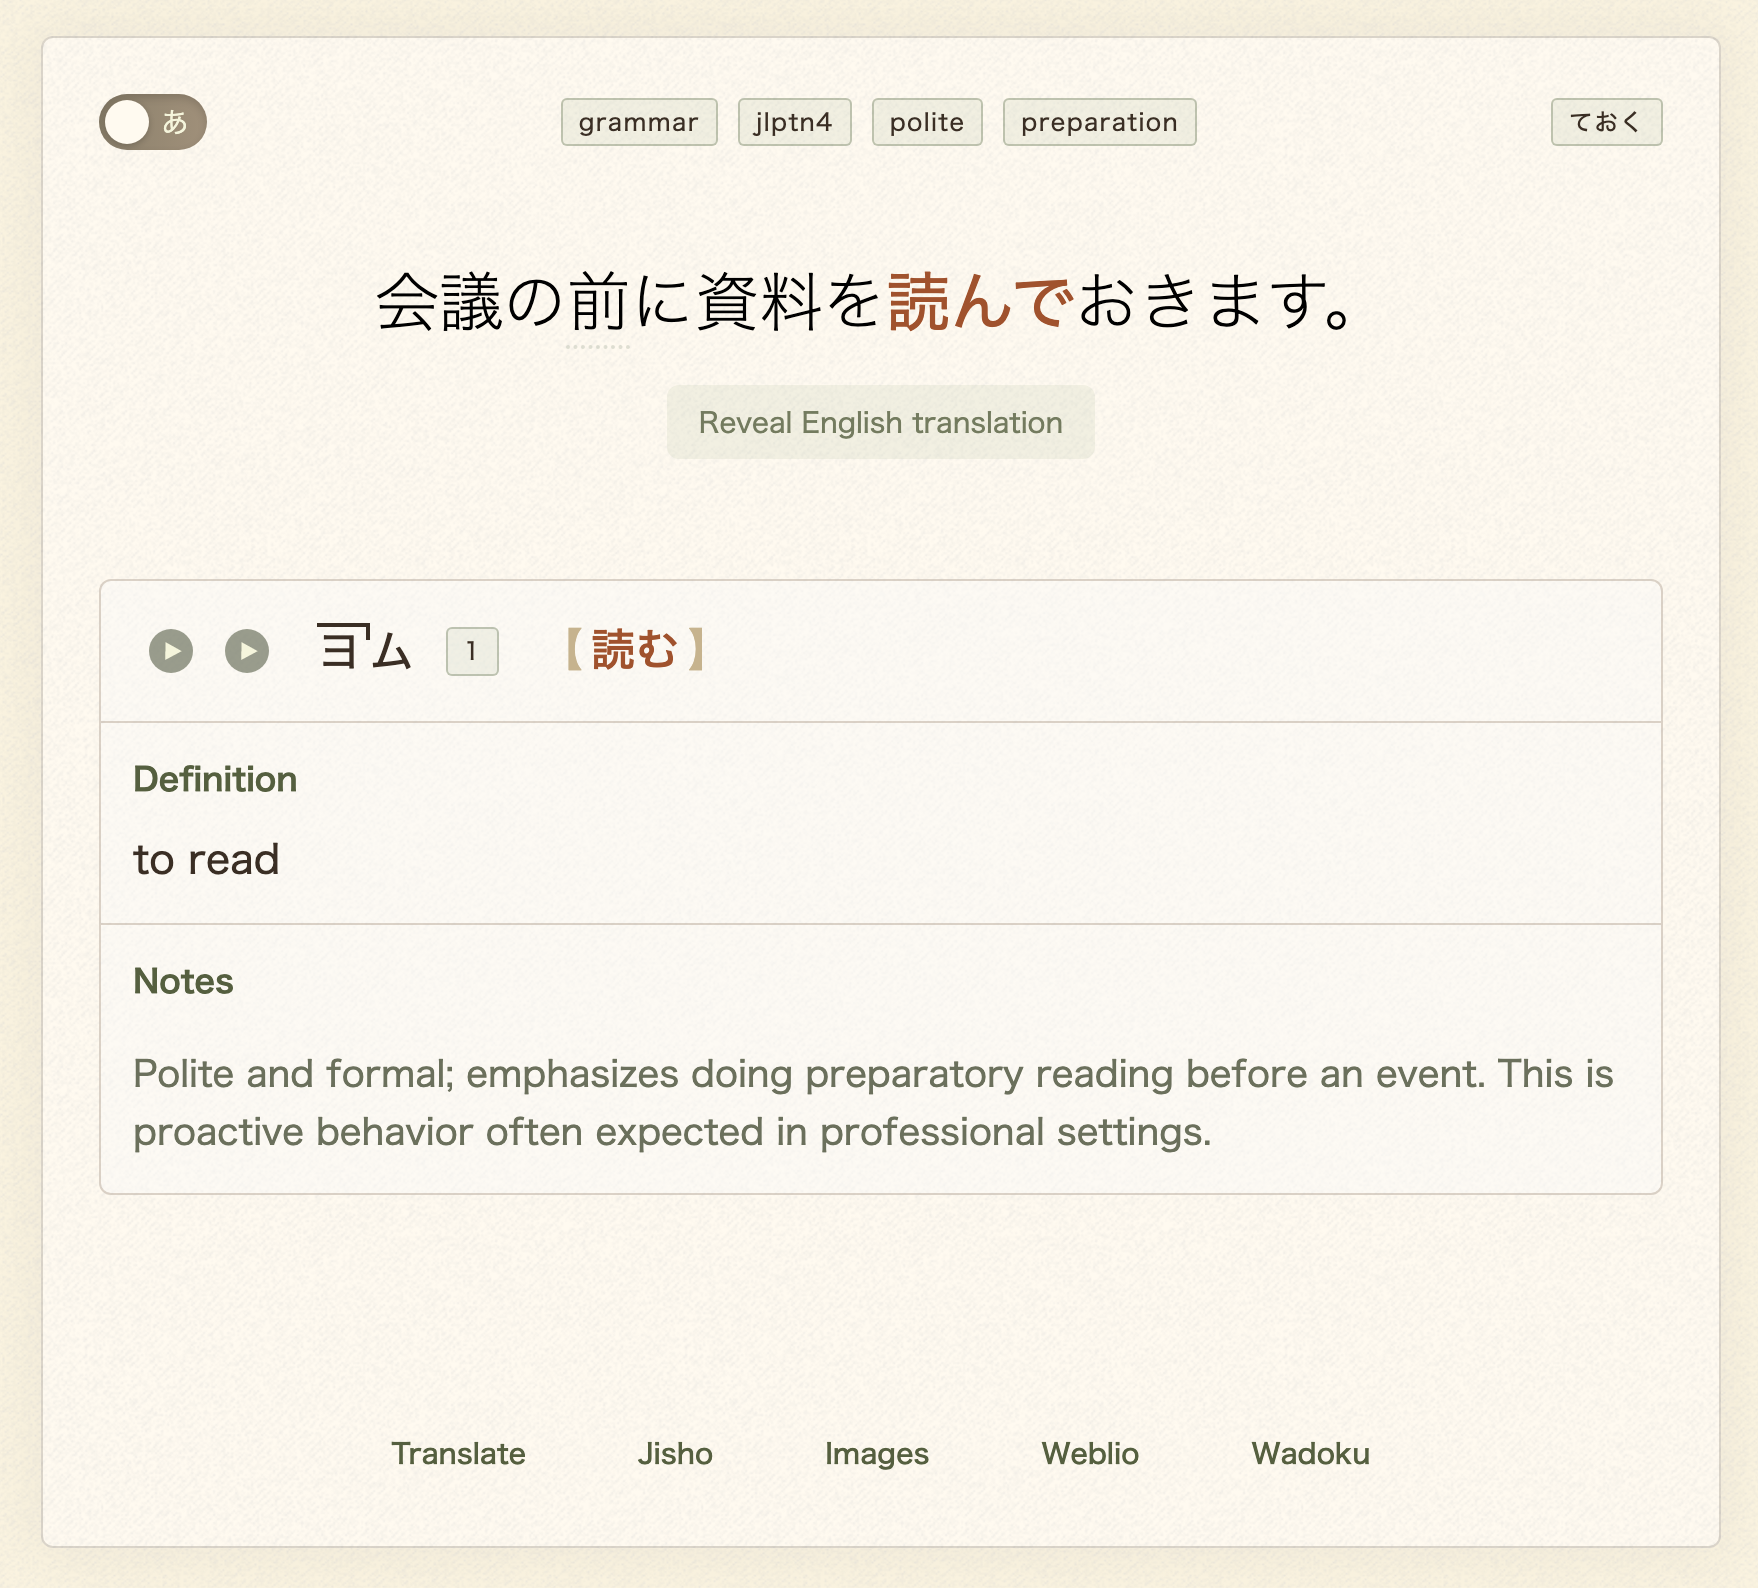 あ grammar jlptn4 polite preparation ておく
会議の前に資料を読んでおきます。
Reveal English translation
ヨム 1 【読む】
Definition
to read
Notes
Polite and formal; emphasizes doing preparatory reading before an event. This is
proactive behavior often expected in professional settings.
Translate Jisho Images Weblio Wadoku